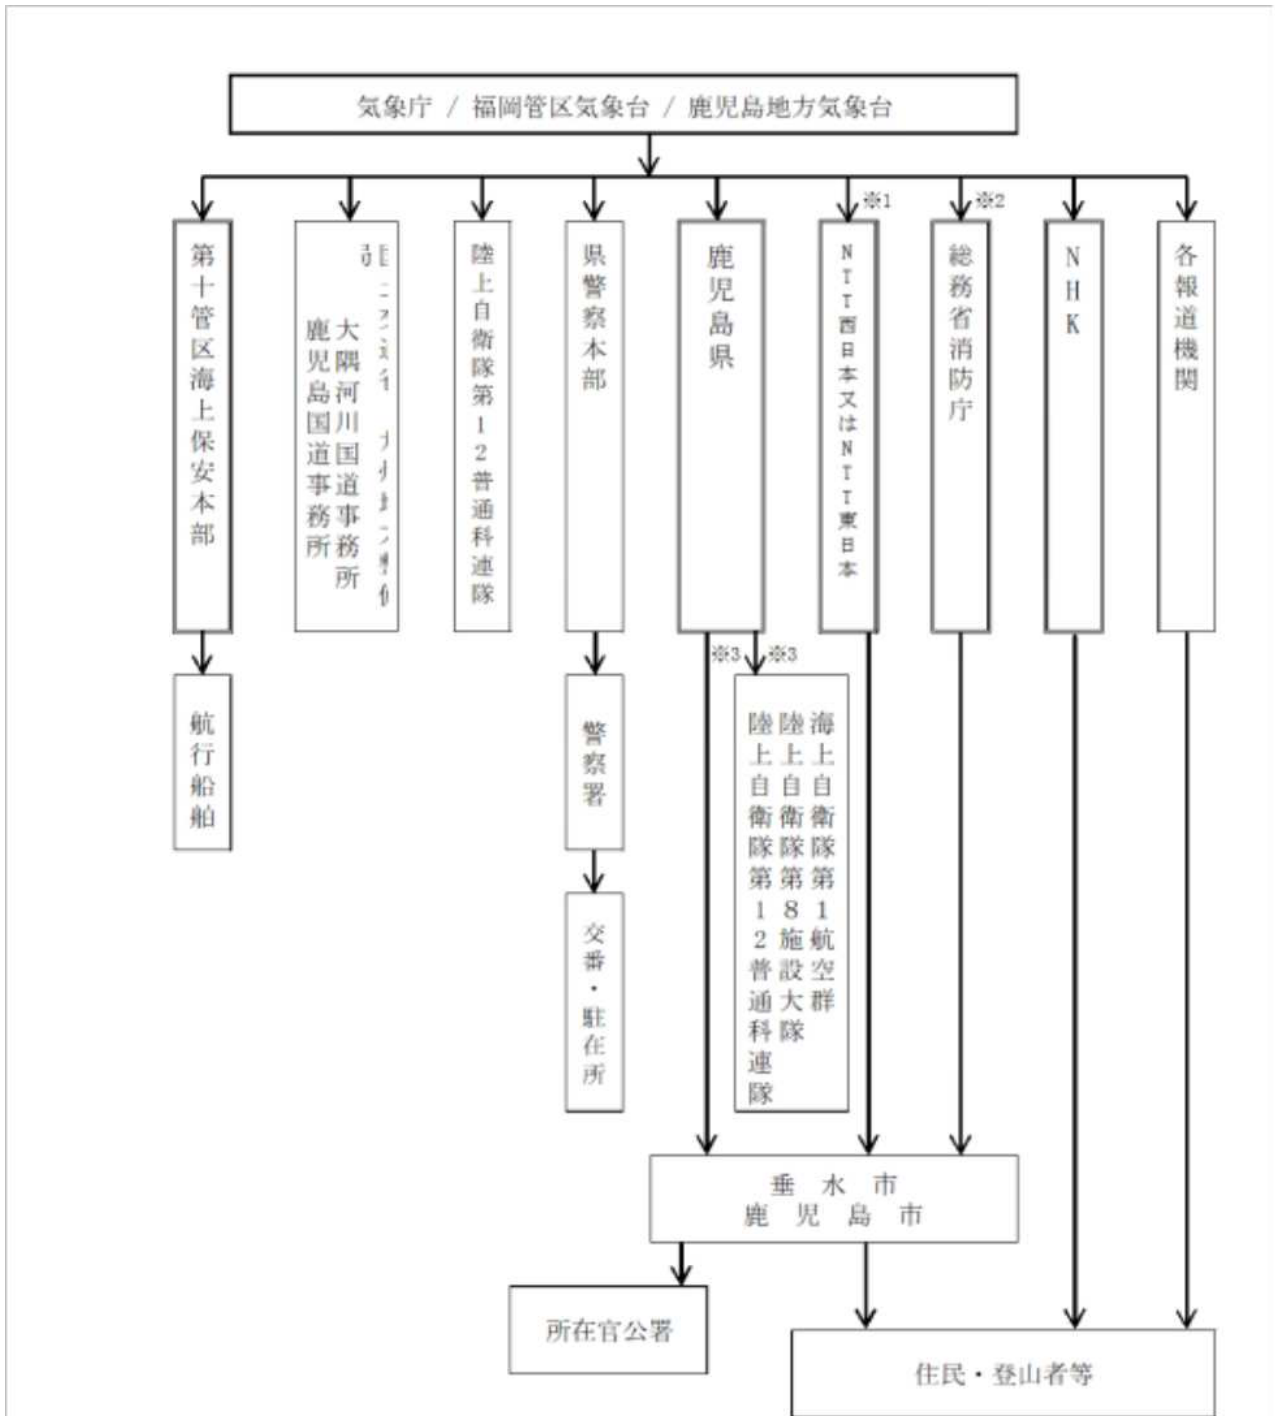 気象庁 / 福岡管区気象台 / 鹿児島地方気象台
※1
※2
第十管区海上保安本部
局
大隅河川国道事務所
鹿児島国道事務所
陸上自衛隊第12普通科連隊
県警察本部
鹿児島県
NTT西日本又はNTT東日本
総務省消防庁
NHK
各報道機関
※3
※3
航行船舶
警察署
海上自衛隊第1航空群
陸上自衛隊第8施設大隊
陸上自衛隊第12普通科連隊
交番・駐在所
垂水市
鹿児島市
所在官公署
住民・登山者等